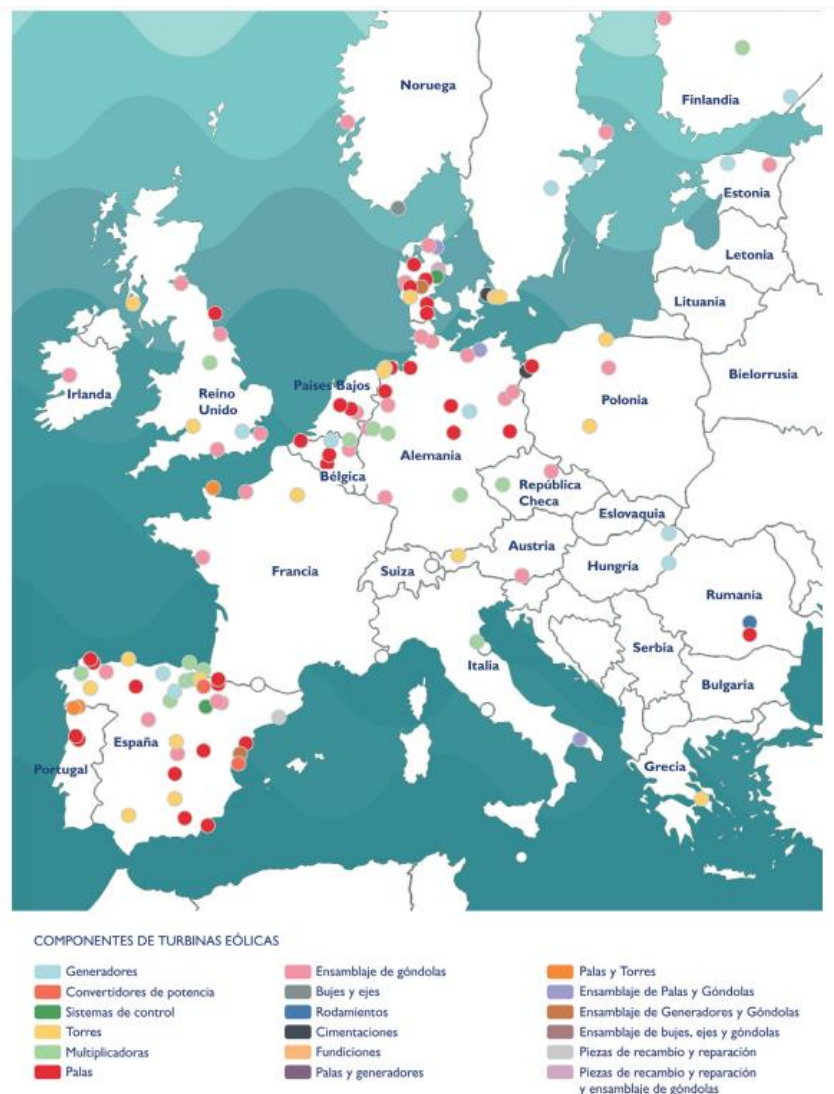 Noruega
Finlandia
Estonia
Letonia
Lituania
Bielorrusia
Irlanda
Reino
Unido
Paises Bajos
Polonia
Alemania
Bélgica
República
Checa
Eslovaquia
Austria
Francia
Suiza
Hungría
Rumania
Serbia
Italia
Bulgaria
España
Portugal
Grecia
COMPONENTES DE TURBINAS EÓLICAS
Generadores
Convertidores de potencia
Sistemas de control
Torres
Multiplicadoras
Palas
Ensamblaje de góndolas
Bujes y ejes
Rodamientos
Cimentaciones
Fundiciones
Palas y generadores
Palas y Torres
Ensamblaje de Palas y Góndolas
Ensamblaje de Generadores y Góndolas
Ensamblaje de bujes, ejes y góndolas
Piezas de recambio y reparación
Piezas de recambio y reparación
y ensamblaje de góndolas